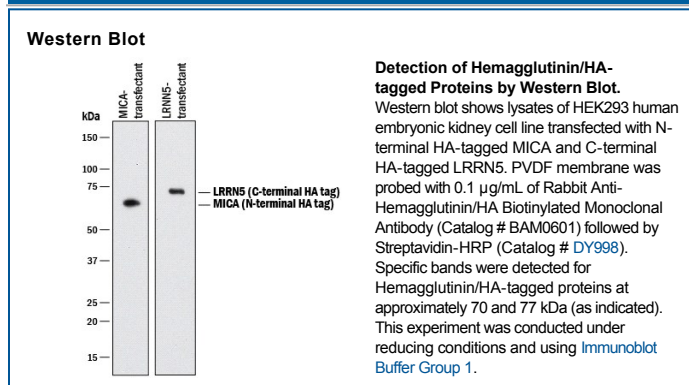 Western Blot
MICA-
transfectant
LRNN5-
transfectant
kDa
150
100
75
50
37
25
20
15
LRRN5 (C-terminal HA tag)
MICA (N-terminal HA tag)
Detection of Hemagglutinin/HA-
tagged Proteins by Western Blot.
Western blot shows lysates of HEK293 human
embryonic kidney cell line transfected with N-
terminal HA-tagged MICA and C-terminal
HA-tagged LRRN5. PVDF membrane was
probed with 0.1 µg/mL of Rabbit Anti-
Hemagglutinin/HA Biotinylated Monoclonal
Antibody (Catalog # BAM0601) followed by
Streptavidin-HRP (Catalog # DY998).
Specific bands were detected for
Hemagglutinin/HA-tagged proteins at
approximately 70 and 77 kDa (as indicated).
This experiment was conducted under
reducing conditions and using Immunoblot
Buffer Group 1.